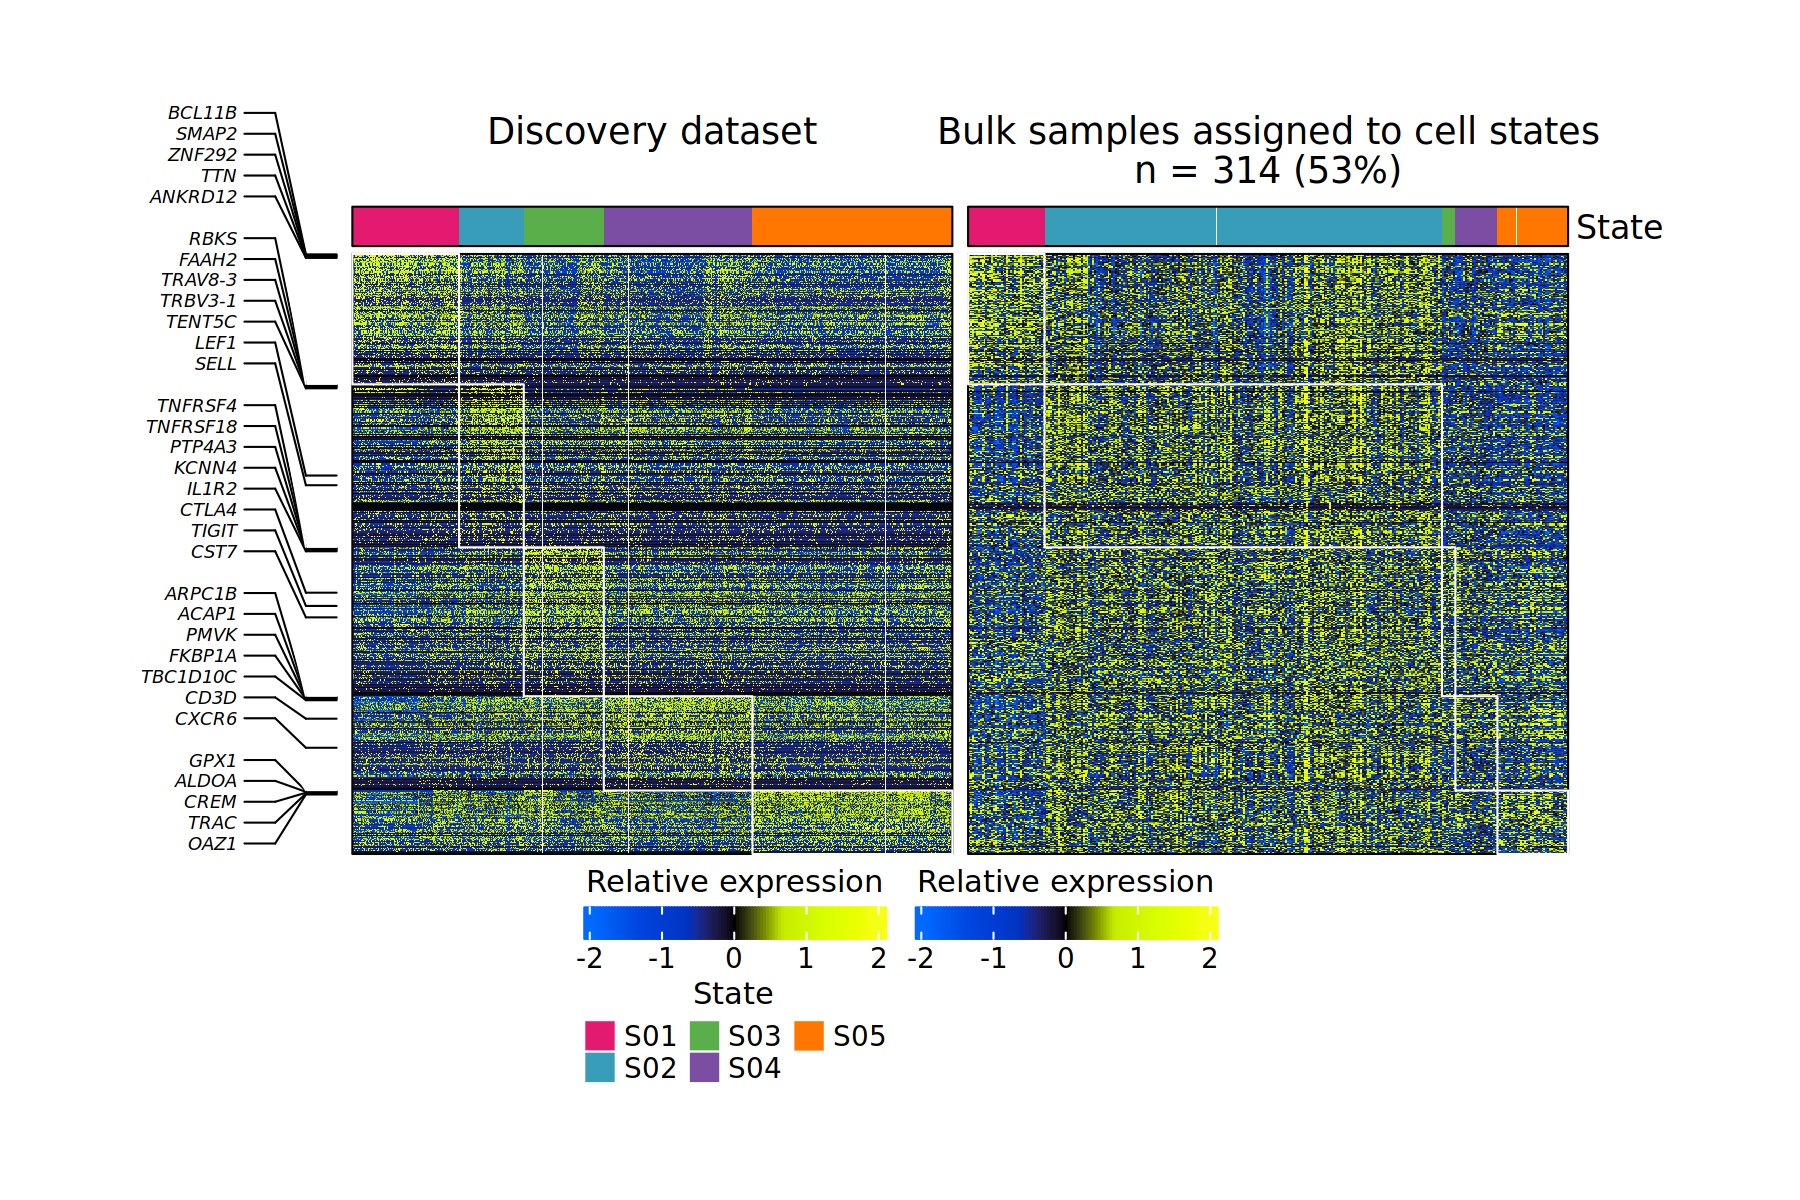 Discovery dataset
Bulk samples assigned to cell states
n = 314 (53%)
State
BCL11B
SMAP2
ZNF292
TTN
ANKRD12
RBKS
FAAH2
TRAV8-3
TRBV3-1
TENT5C
LEF1
SELL
TNFRSF4
TNFRSF18
PTP4A3
KCNN4
IL1R2
CTLA4
TIGIT
CST7
ARPC1B
ACAP1
PMVK
FKBP1A
TBC1D10C
CD3D
CXCR6
GPX1
ALDOA
CREM
TRAC
OAZ1
Relative expression
-2 -1 0 1 2
Relative expression
-2 -1 0 1 2
State
S01 S03 S05
S02 S04